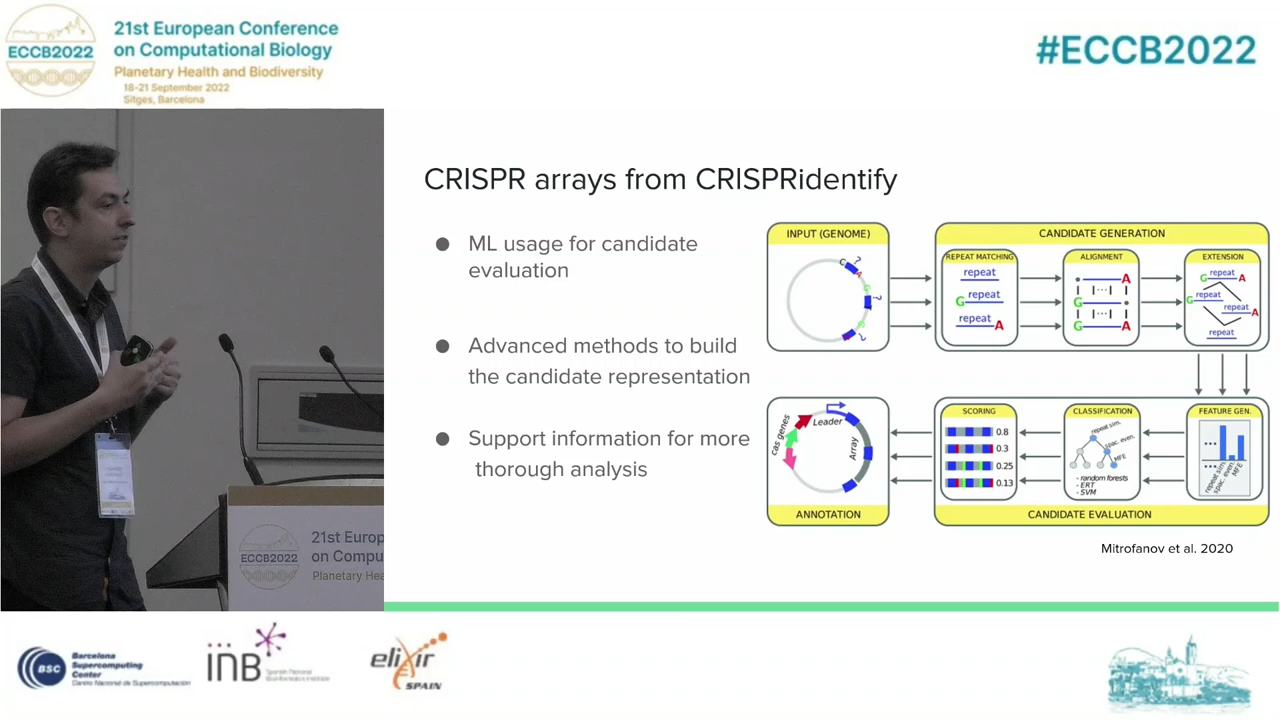 ECCB2022
21st European Conference
on Computational Biology
Planetary Health and Biodiversity
18-21 September 2022
Sitges, Barcelona
#ECCB2022
CRISPR arrays from CRISPRidentify
● ML usage for candidate
evaluation
● Advanced methods to build
the candidate representation
● Support information for more
thorough analysis
INPUT (GENOME)
C ? A
G ?
G ?
CANDIDATE GENERATION
REPEAT MATCHING
repeat
G repeat
repeat A
ALIGNMENT
A
G
G A
EXTENSION
G repeat A
G repeat
repeat A
repeat
cas genes
Leader
Array
ANNOTATION
SCORING
0.8
0.3
0.25
0.13
CLASSIFICATION
repeat sim.
spac. even.
MFE
- random forests
- ERT
- SVM
FEATURE GEN.
repeat sim.
spac. even.
MFE
CANDIDATE EVALUATION
Mitrofanov et al. 2020
ECCB2022
21st Europ
on Compu
Planetary Hea
BSC
Barcelona
Supercomputing
Center
Centro Nacional de Supercomputación
INB
Spanish National
Bioinformatics Institute
elixir
SPAIN